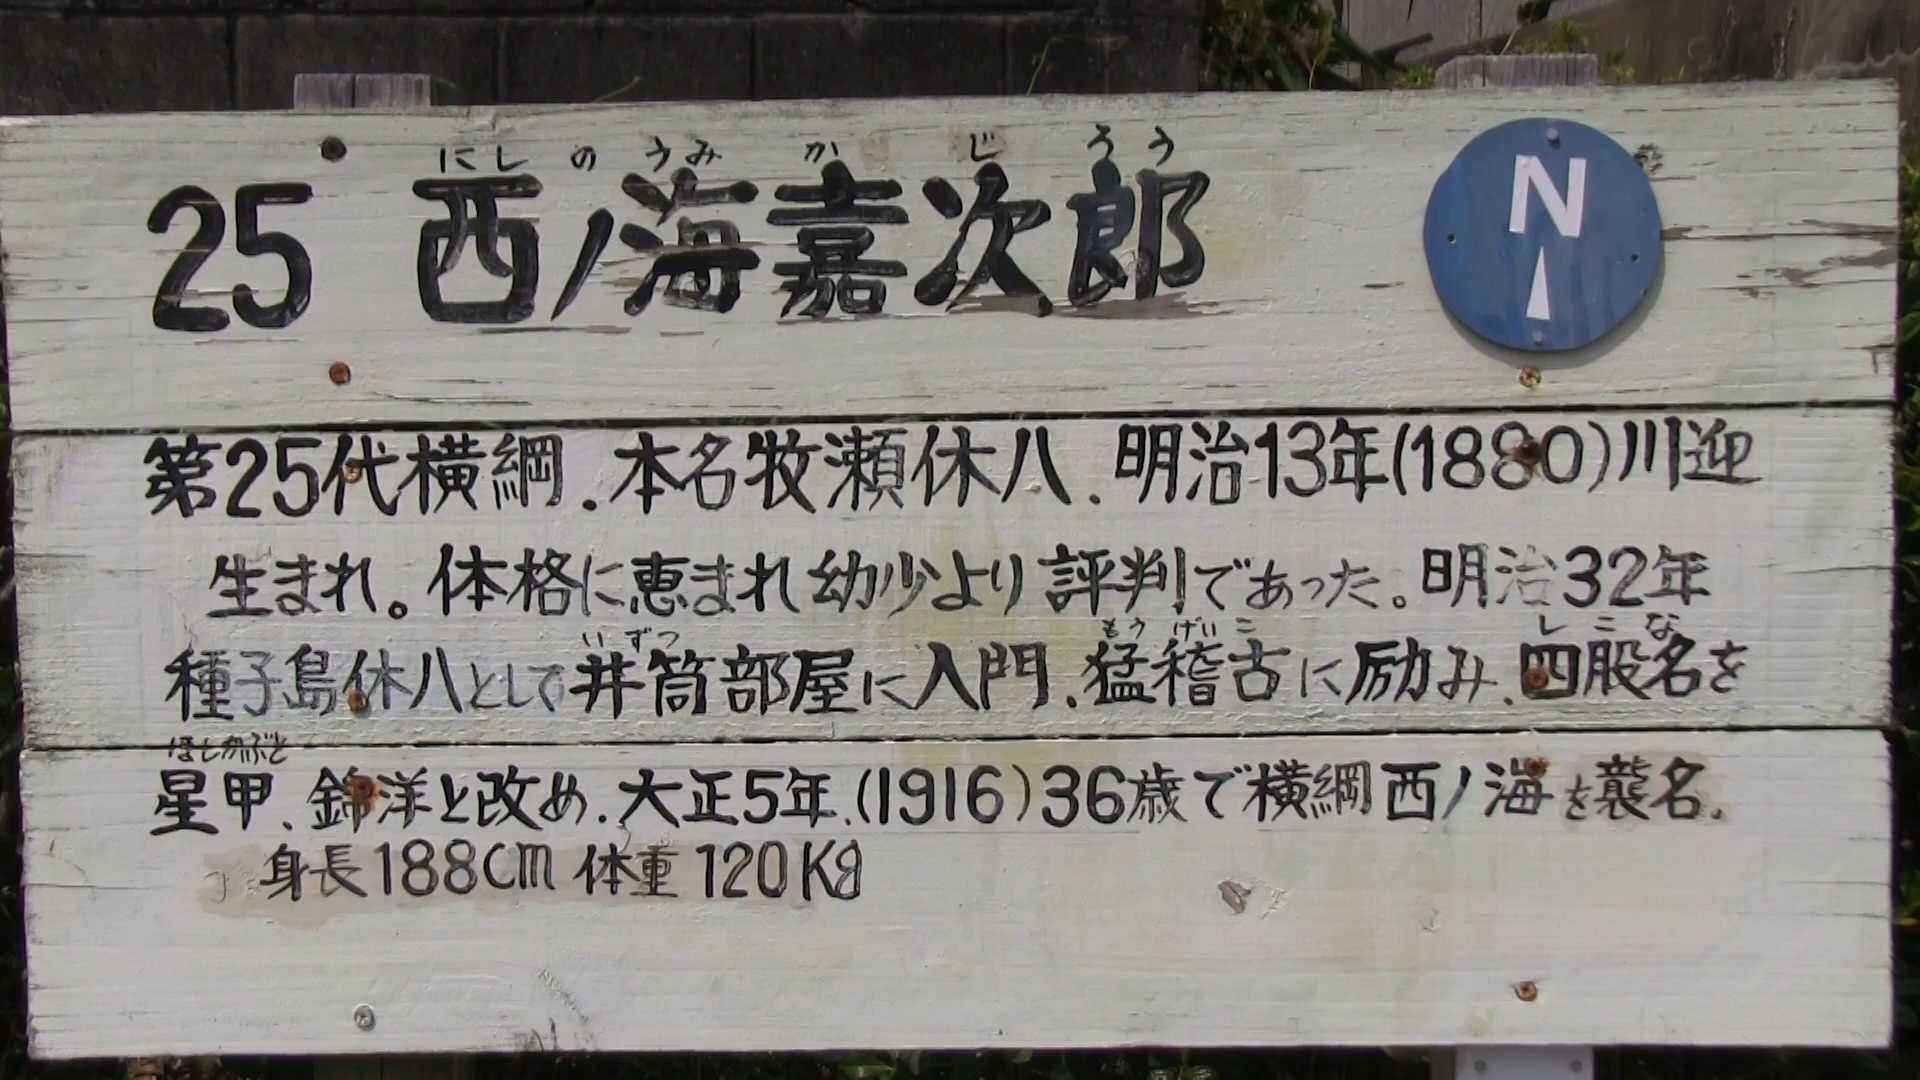 にしのうみかじろう
25 西ノ海嘉次郎
N
第25代横綱.本名牧瀬休八.明治13年(1880)川迎
生まれ。体格に恵まれ幼少より評判であった。明治32年
いずつ もうげいこ しこな
種子島休八として井筒部屋に入門、猛稽古に励み、四股名を
ほしかぶと
星甲、錦洋と改め.大正5年.(1916)36歳で横綱西ノ海を襲名.
身長188cm 体重120Kg